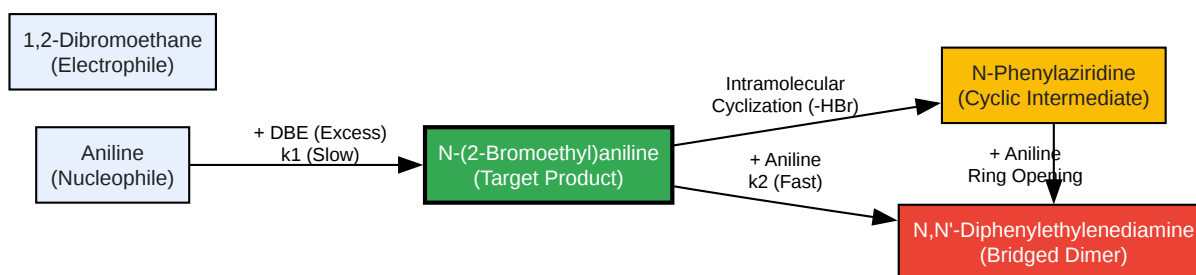 1,2-Dibromoethane
(Electrophile)
Aniline
(Nucleophile)
+ DBE (Excess)
k1 (Slow)
N-(2-Bromoethyl)aniline
(Target Product)
Intramolecular
Cyclization (-HBr)
+ Aniline
k2 (Fast)
N-Phenylaziridine
(Cyclic Intermediate)
+ Aniline
Ring Opening
N,N'-Diphenylethylenediamine
(Bridged Dimer)